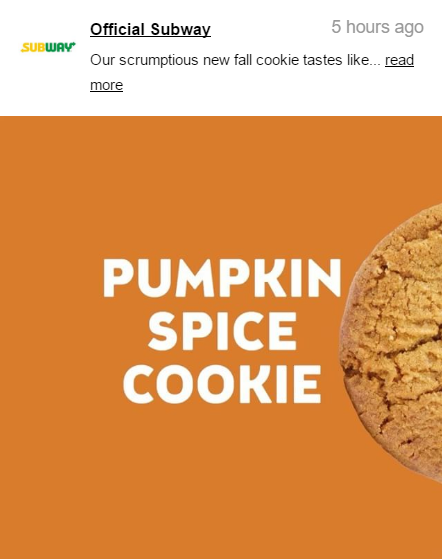 SUBWAY
Official Subway
5 hours ago
Our scrumptious new fall cookie tastes like... read
more
PUMPKIN
SPICE
COOKIE